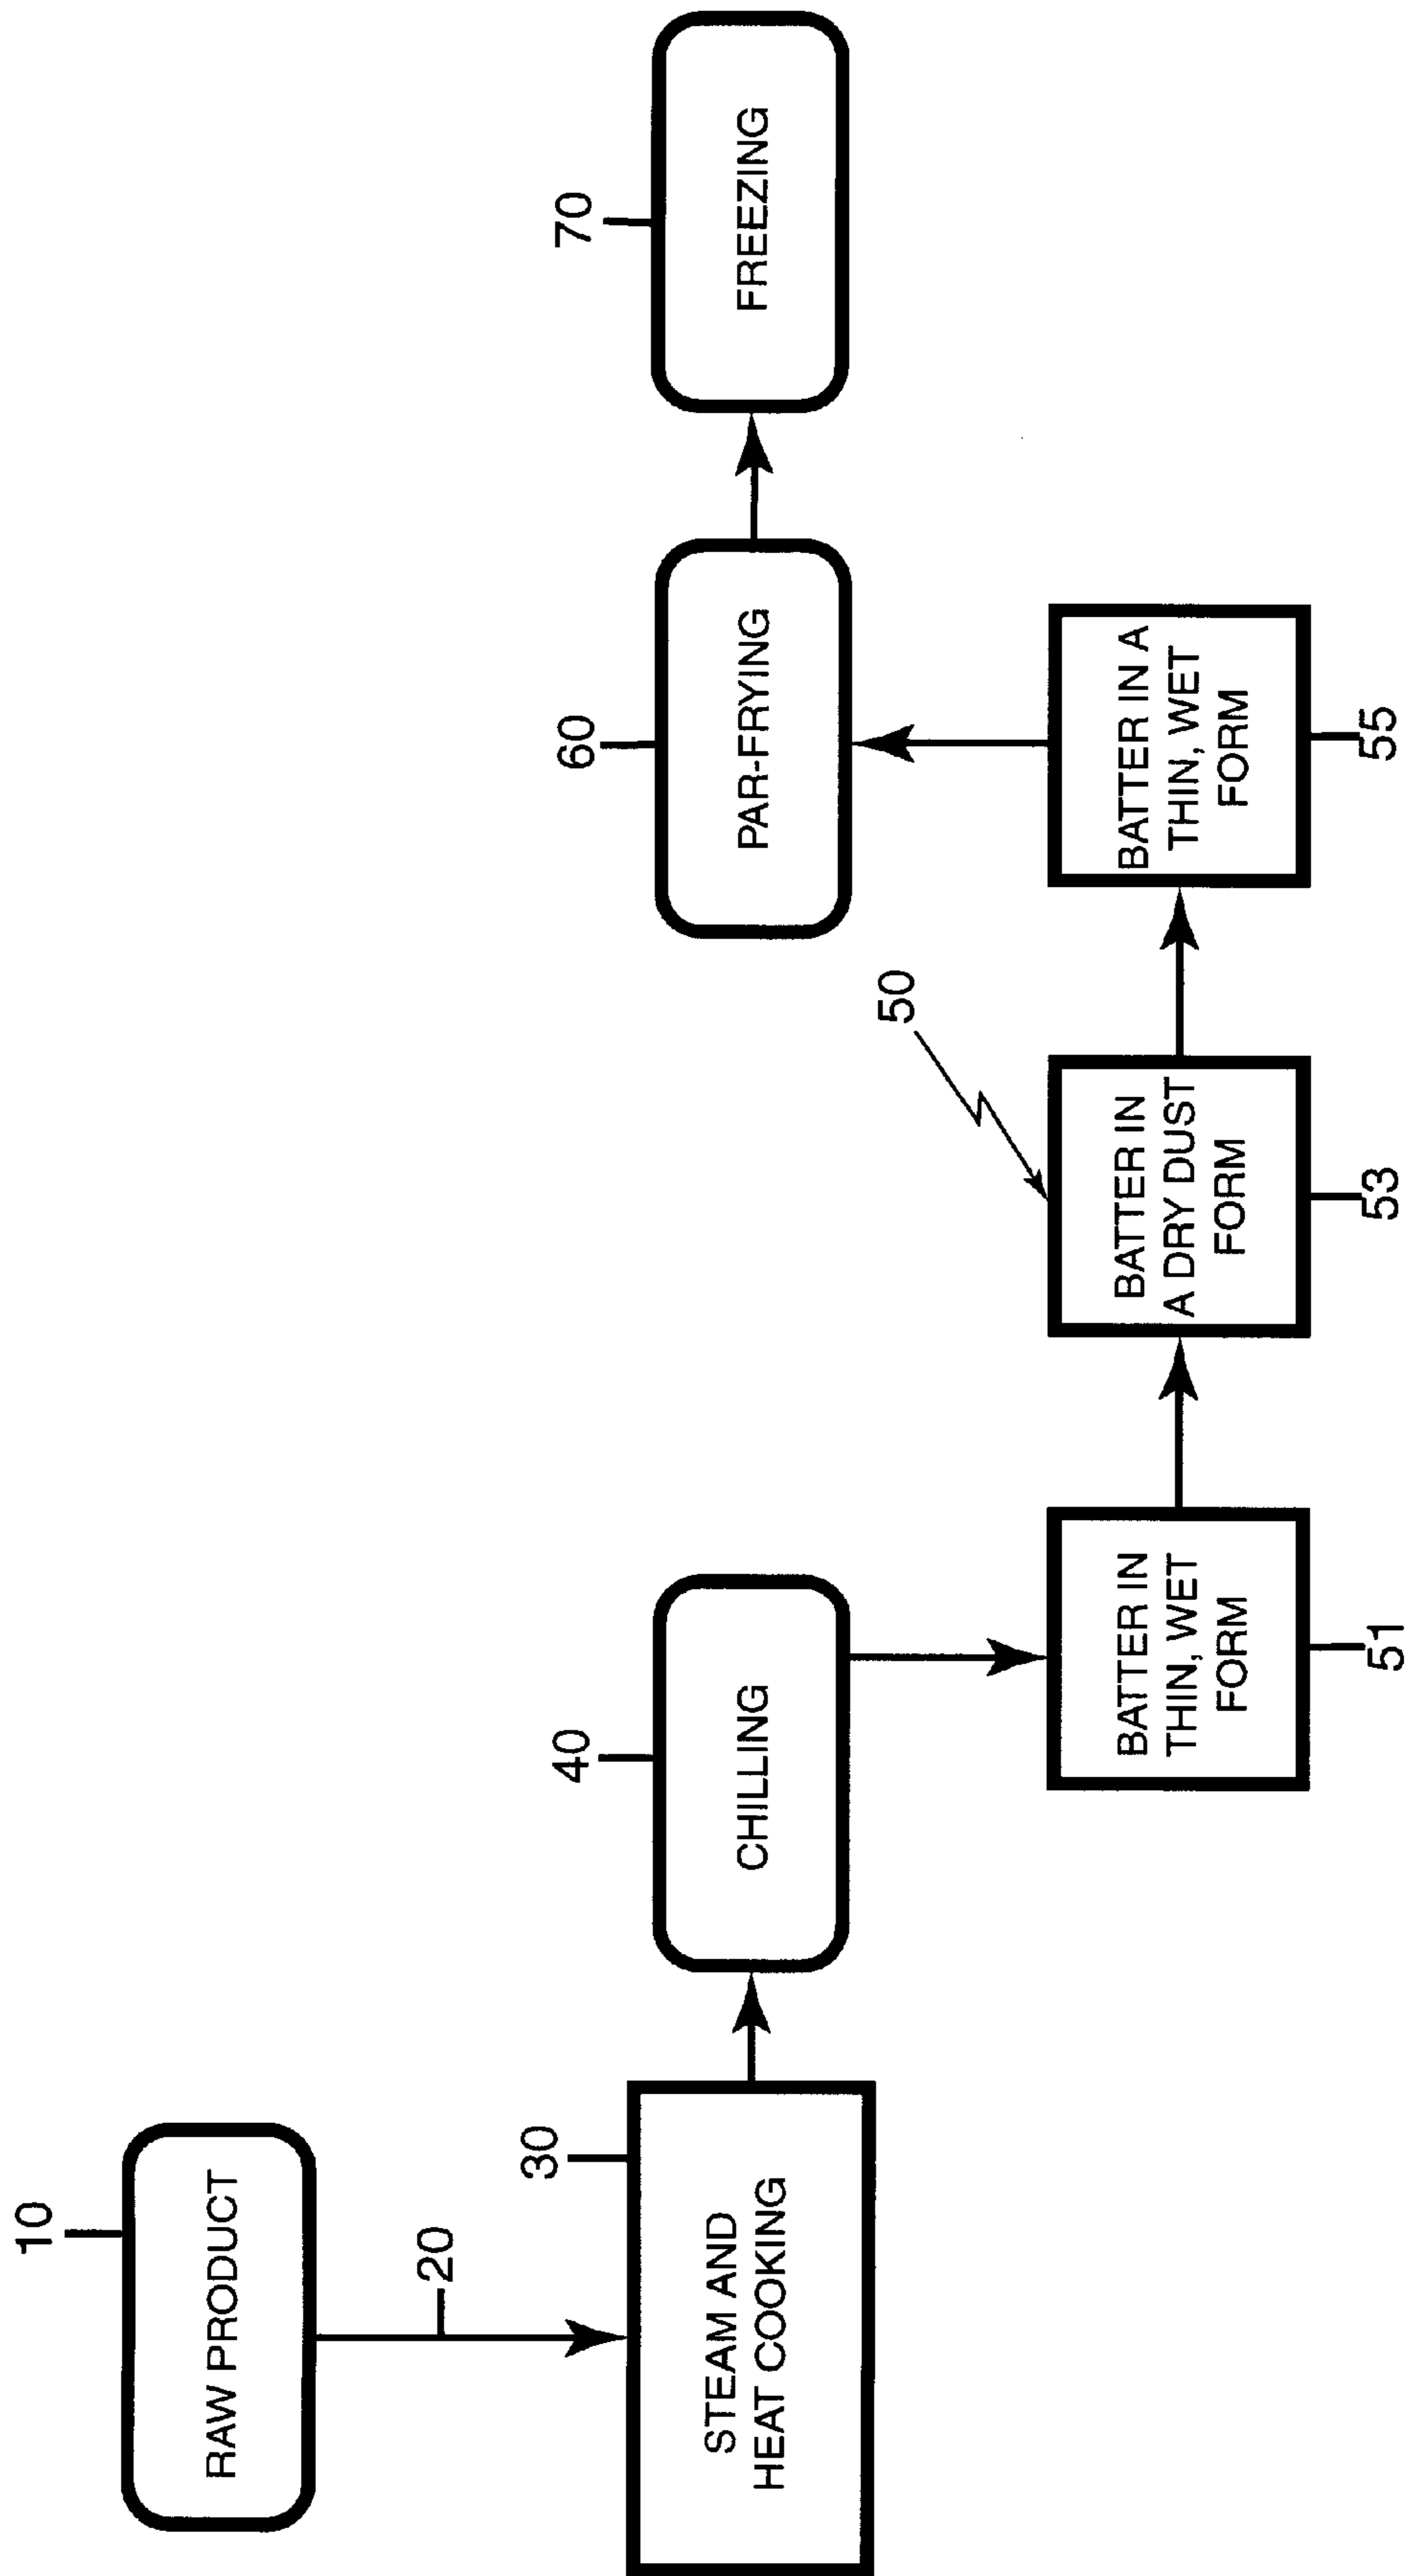 10
RAW PRODUCT
20
30
STEAM AND
HEAT COOKING
40
CHILLING
BATTER IN
THIN, WET
FORM
51
50
BATTER IN
A DRY DUST
FORM
53
BATTER IN A
THIN, WET
FORM
55
60
PAR-FRYING
70
FREEZING